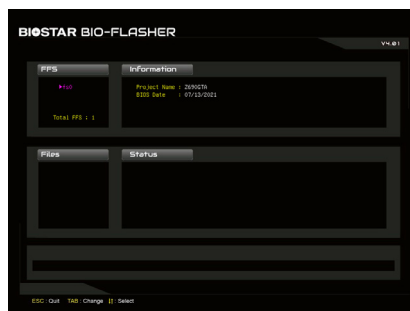 BIOSTAR BIO-FLASHER
V4.01
FFS
Information
fs0
Project Name : Z690GTA
BIOS Date : 07/13/2021
Total FFS : 1
Files
Status
ESC : Quit TAB : Change ↕ : Select